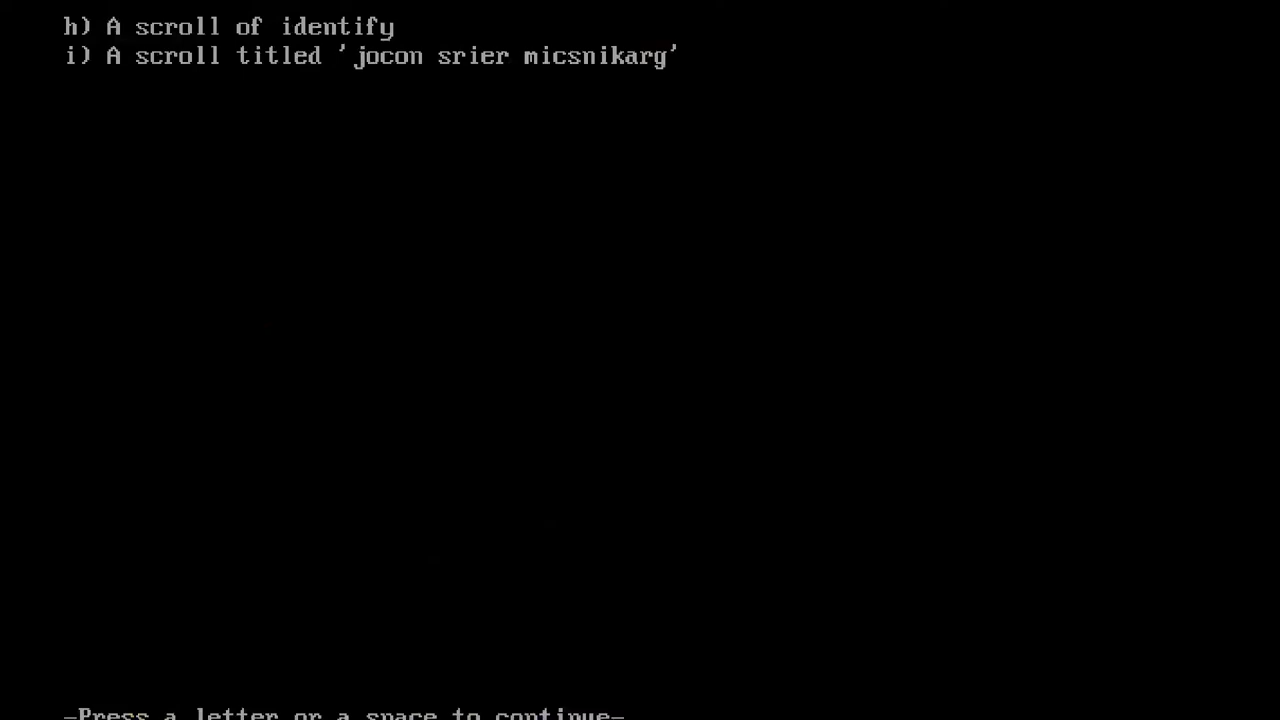 h) A scroll of identify
i) A scroll titled 'jocon srier micsnikarg'
-Press a letter or a space to continue-